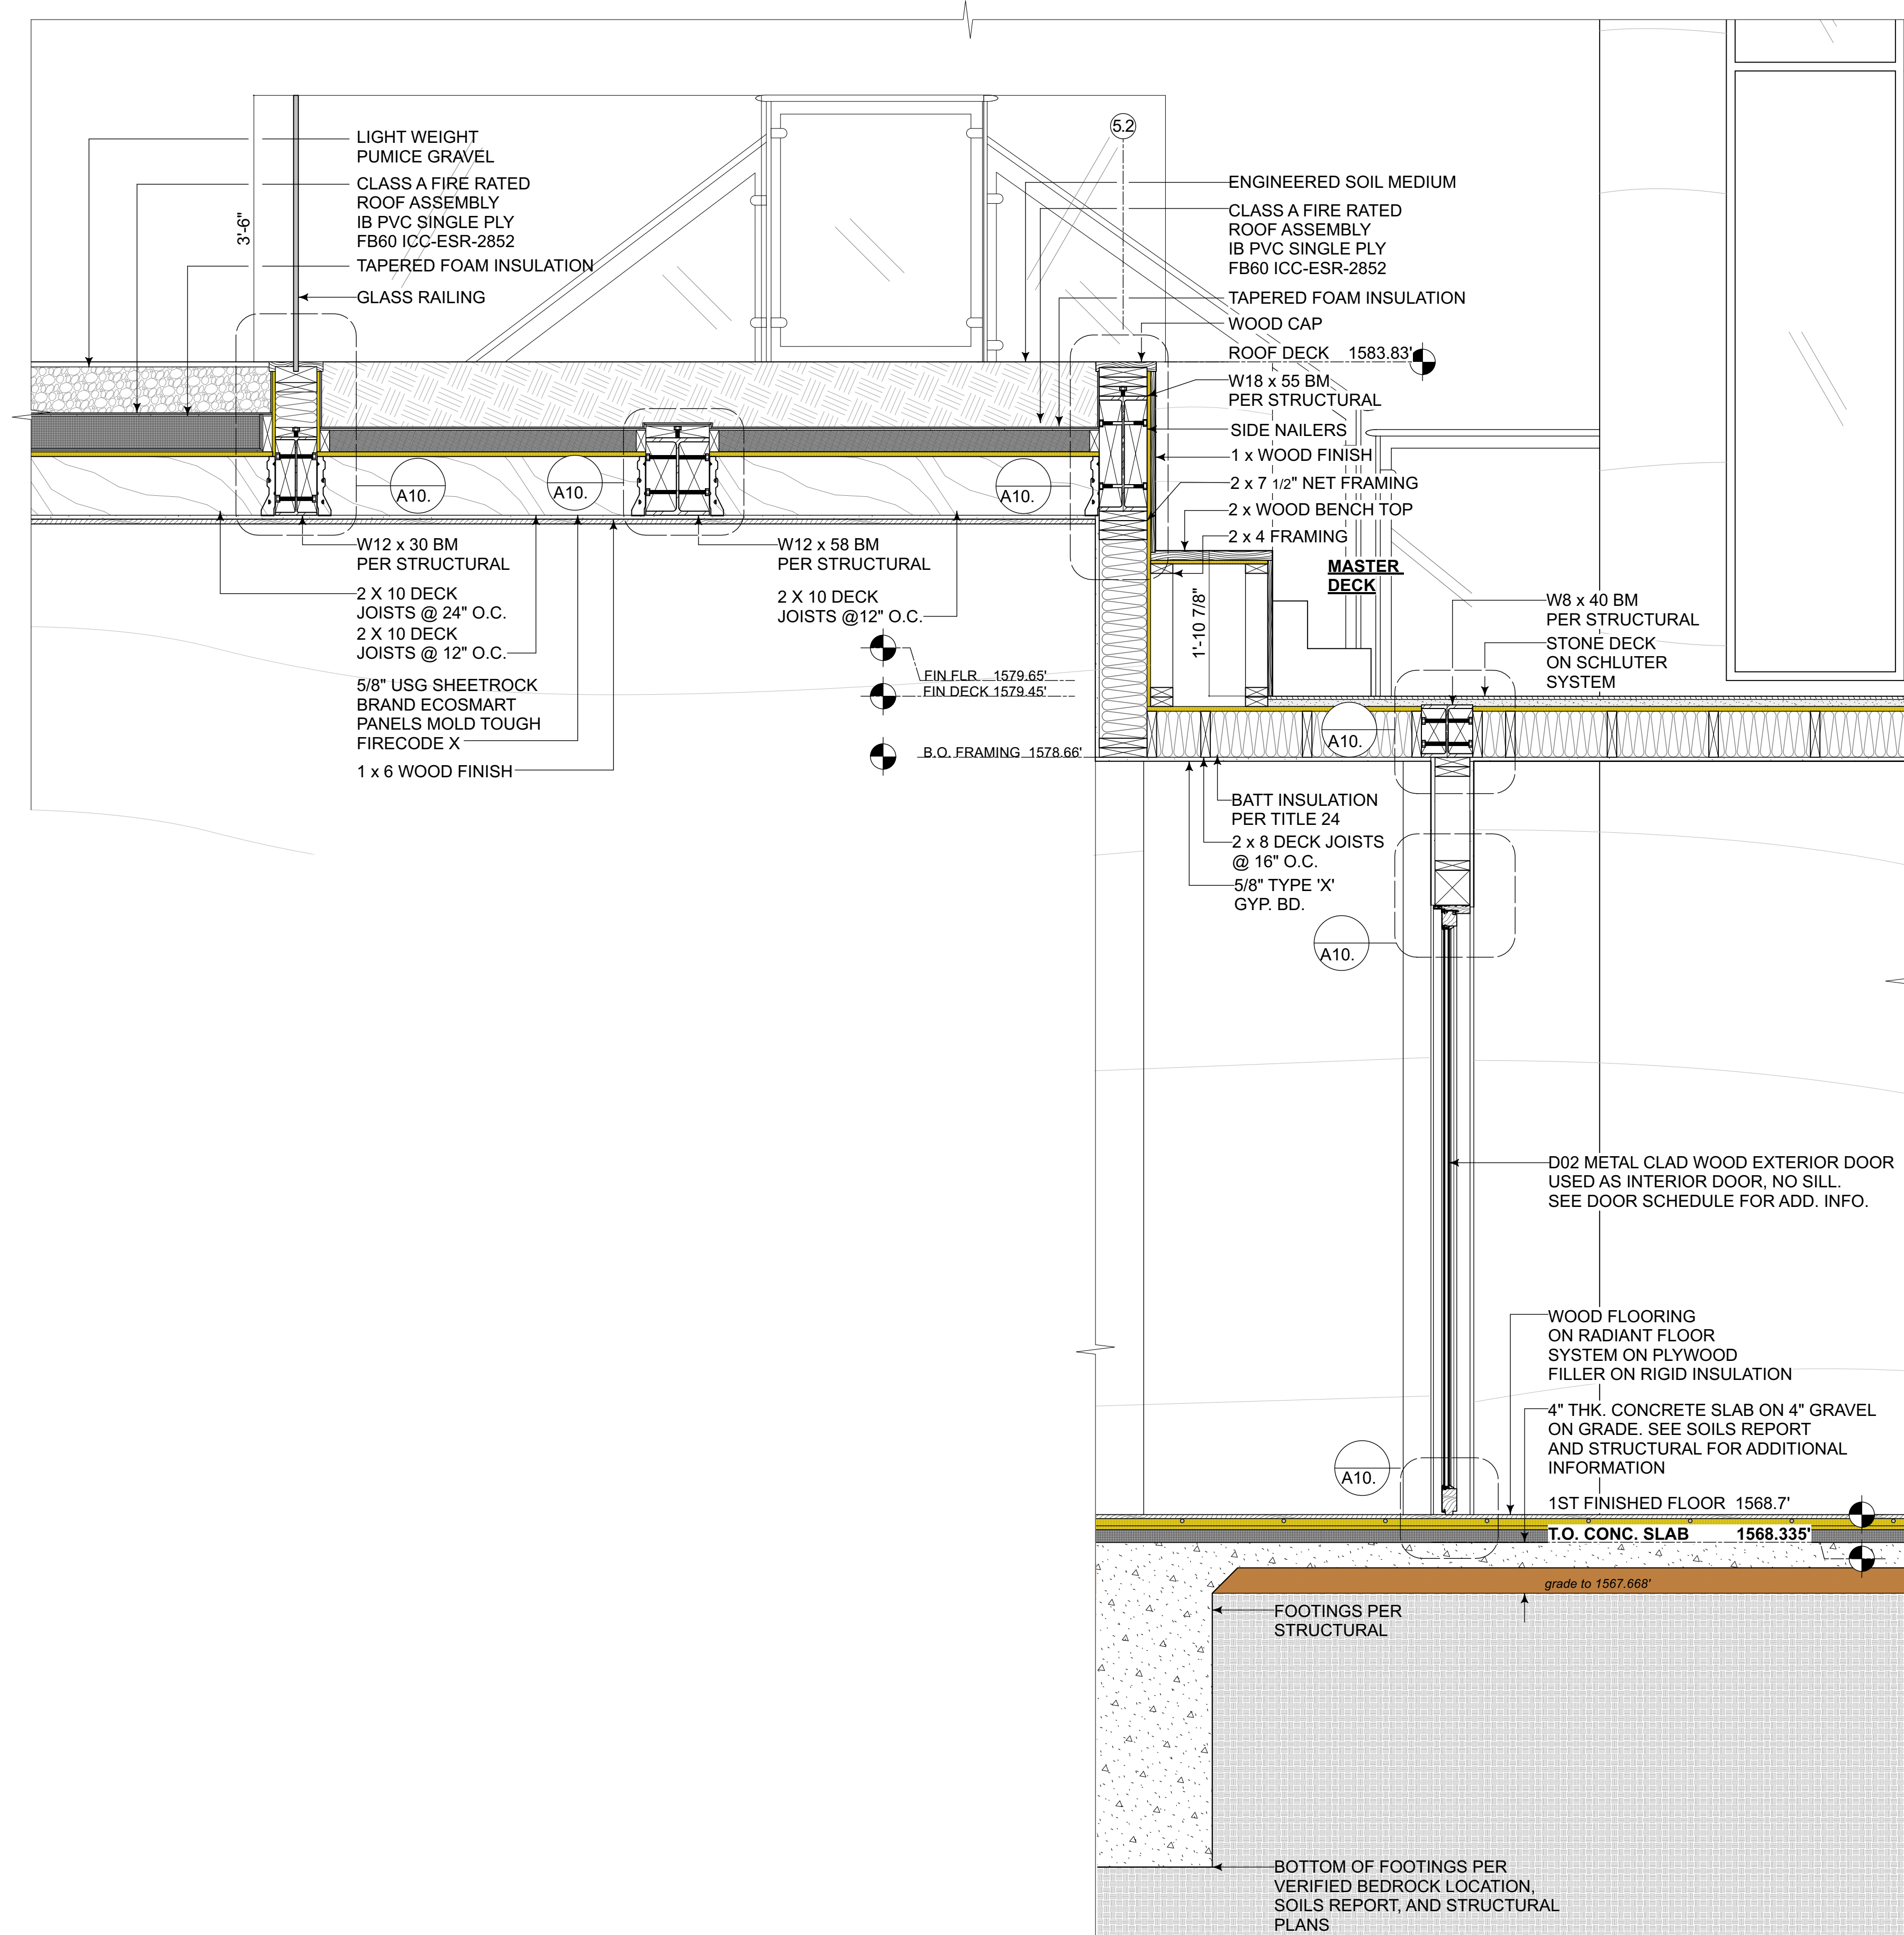 LIGHT WEIGHT
PUMICE GRAVEL
CLASS A FIRE RATED
ROOF ASSEMBLY
IB PVC SINGLE PLY
FB60 ICC-ESR-2852
TAPERED FOAM INSULATION
GLASS RAILING
3'-6"
5.2
ENGINEERED SOIL MEDIUM
CLASS A FIRE RATED
ROOF ASSEMBLY
IB PVC SINGLE PLY
FB60 ICC-ESR-2852
TAPERED FOAM INSULATION
WOOD CAP
ROOF DECK 1583.83'
W18 x 55 BM
PER STRUCTURAL
SIDE NAILERS
1 x WOOD FINISH
2 x 7 1/2" NET FRAMING
2 x WOOD BENCH TOP
2 x 4 FRAMING
A10.
A10.
A10.
W12 x 30 BM
PER STRUCTURAL
2 X 10 DECK
JOISTS @ 24" O.C.
2 X 10 DECK
JOISTS @ 12" O.C.
5/8" USG SHEETROCK
BRAND ECOSMART
PANELS MOLD TOUGH
FIRECODE X
1 x 6 WOOD FINISH
W12 x 58 BM
PER STRUCTURAL
2 X 10 DECK
JOISTS @12" O.C.
FIN FLR 1579.65'
FIN DECK 1579.45'
B.O. FRAMING 1578.66'
1'-10 7/8"
MASTER
DECK
W8 x 40 BM
PER STRUCTURAL
STONE DECK
ON SCHLUTER
SYSTEM
A10.
BATT INSULATION
PER TITLE 24
2 x 8 DECK JOISTS
@ 16" O.C.
5/8" TYPE 'X'
GYP. BD.
A10.
D02 METAL CLAD WOOD EXTERIOR DOOR
USED AS INTERIOR DOOR, NO SILL.
SEE DOOR SCHEDULE FOR ADD. INFO.
WOOD FLOORING
ON RADIANT FLOOR
SYSTEM ON PLYWOOD
FILLER ON RIGID INSULATION
4" THK. CONCRETE SLAB ON 4" GRAVEL
ON GRADE. SEE SOILS REPORT
AND STRUCTURAL FOR ADDITIONAL
INFORMATION
A10.
1ST FINISHED FLOOR 1568.7'
T.O. CONC. SLAB 1568.335'
grade to 1567.668'
FOOTINGS PER
STRUCTURAL
BOTTOM OF FOOTINGS PER
VERIFIED BEDROCK LOCATION,
SOILS REPORT, AND STRUCTURAL
PLANS